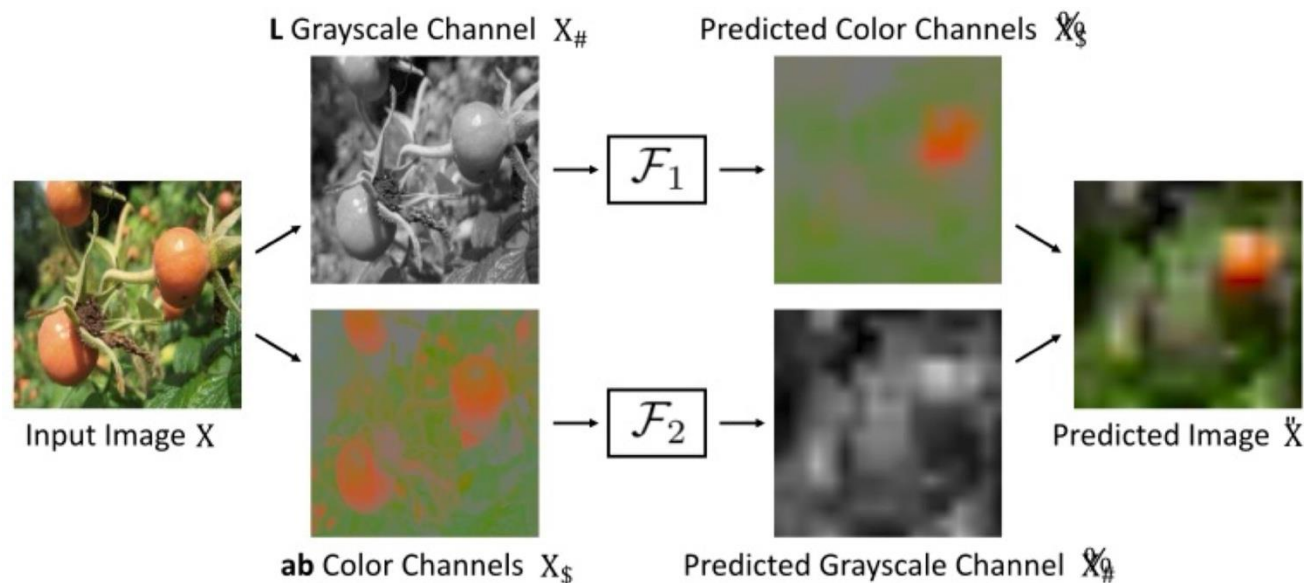 L Grayscale Channel X#
Predicted Color Channels
F1
Input Image X
Predicted Image
F2
ab Color Channels X$
Predicted Grayscale Channel